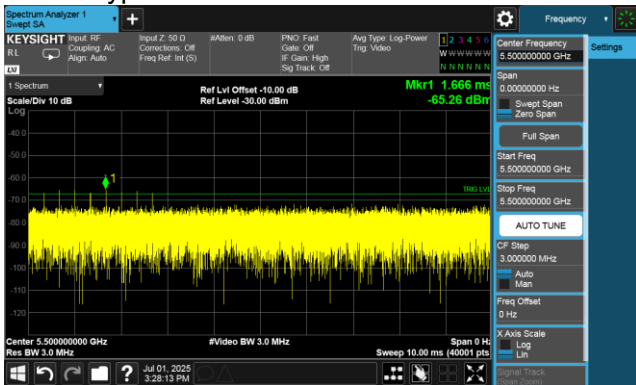 Spectrum Analyzer 1
Swept SA
Frequency
KEYSIGHT
RL
LNI
Input: RF
Coupling: AC
Align: Auto
Input Z: 50 Ω
Corrections: Off
Freq Ref: Int (S)
#Atten: 0 dB
PNO: Fast
Gate: Off
IF Gain: High
Sig Track: Off
Avg Type: Log-Power
Trig: Video
1 2 3 4 5 6
W W W W W W
N N N N N N
1 Spectrum
Scale/Div 10 dB
Ref Lvl Offset -10.00 dB
Ref Level -30.00 dBm
Mkr1 1.666 ms
-65.26 dBm
Log
-40.0
-50.0
-60.0
-70.0
-80.0
-90.0
-100
-110
-120
1
TRIG LVL
Center 5.500000000 GHz
Res BW 3.0 MHz
#Video BW 3.0 MHz
Span 0 Hz
Sweep 10.00 ms (40001 pts)
Jul 01, 2025
3:28:13 PM
Center Frequency
5.500000000 GHz
Settings
Span
0.00000000 Hz
Swept Span
Zero Span
Full Span
Start Freq
5.500000000 GHz
Stop Freq
5.500000000 GHz
AUTO TUNE
CF Step
3.000000 MHz
Auto
Man
Freq Offset
0 Hz
X Axis Scale
Log
Lin
Signal Track
(Span Zoom)